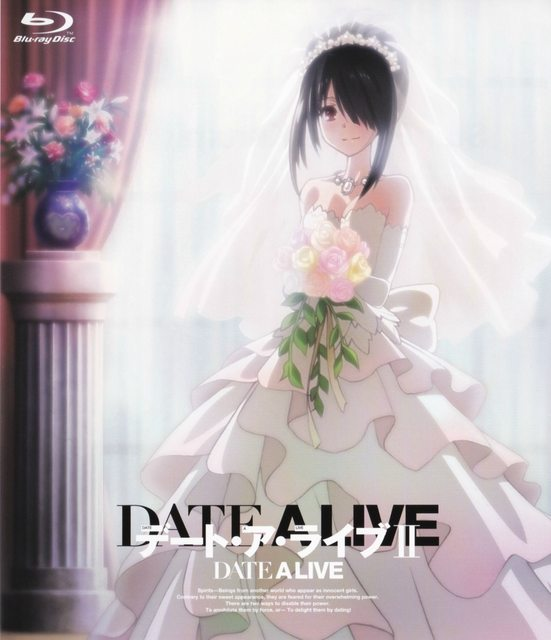 Blu-ray Disc
DATE A LIVE
DATE A LIVE
デート・ア・ライブII
DATE A LIVE
Spirits—Beings from another world who appear as innocent girls.
Contrary to their sweet appearance, they are feared for their overwhelming power.
There are two ways to disable their power.
To annihilate them by force, or— To delight them by dating!